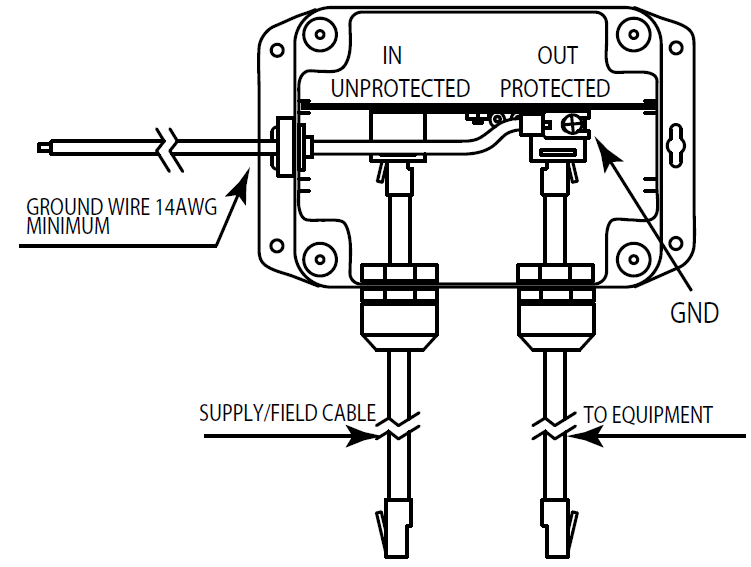 IN
OUT
UNPROTECTED
PROTECTED
GROUND WIRE 14AWG
MINIMUM
GND
SUPPLY/FIELD CABLE
TO EQUIPMENT